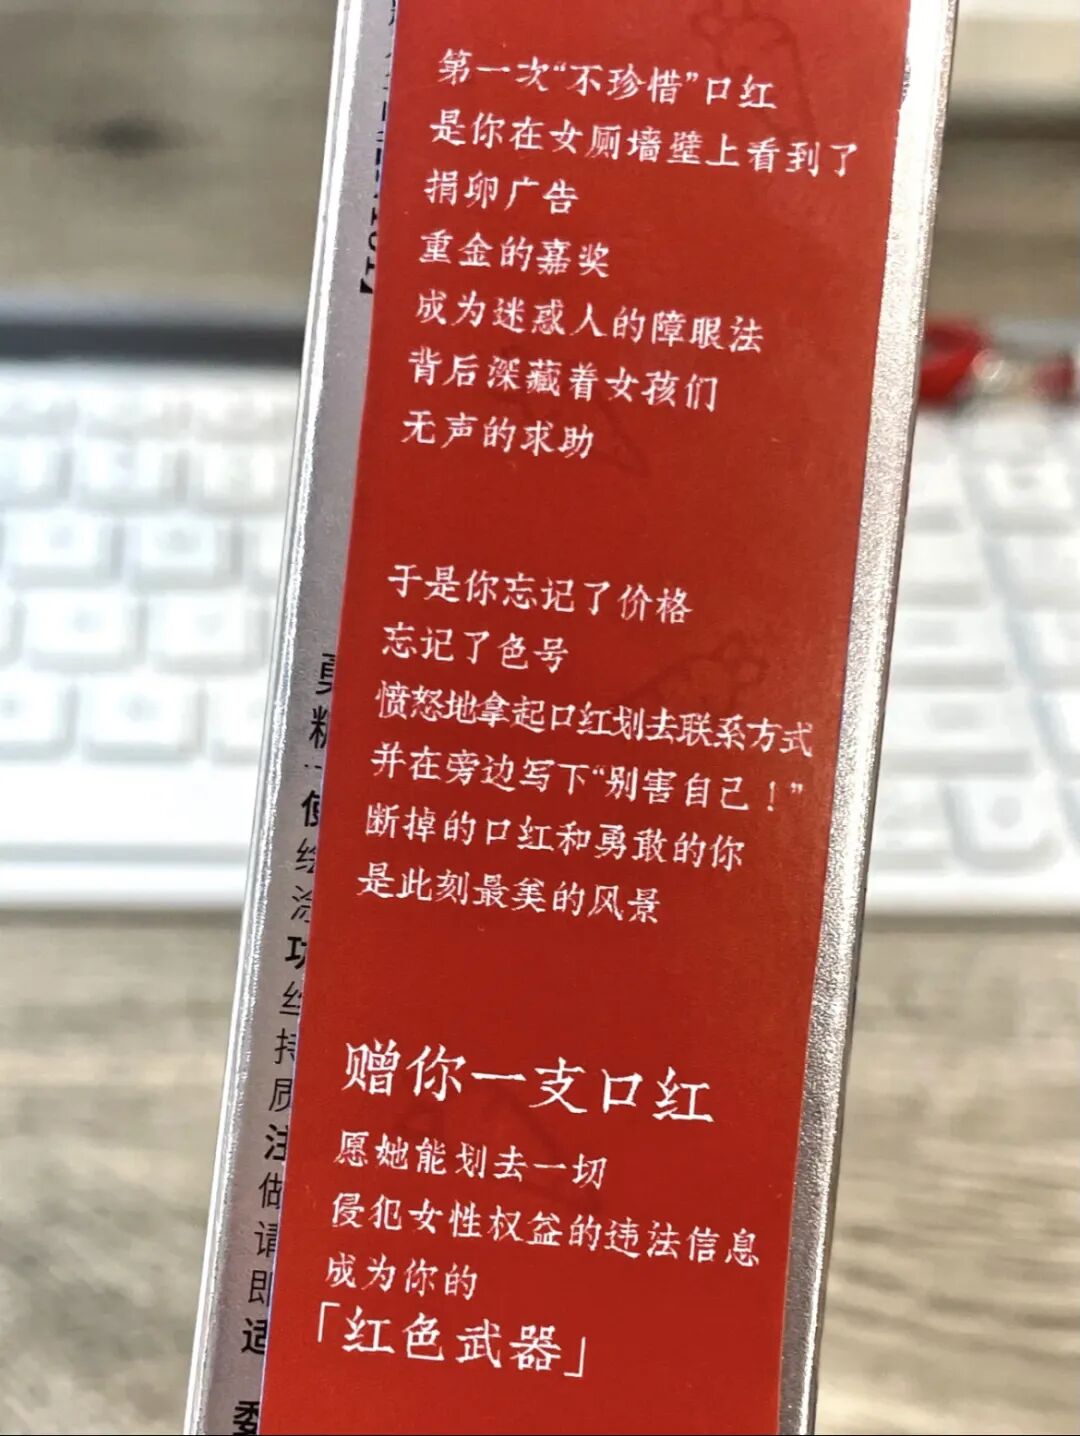 第一次“不珍惜”口红
是你在女厕墙壁上看到了
捐卵广告
重金的嘉奖
成为迷惑人的障眼法
背后深藏着女孩们
无声的求助
于是你忘记了价格
忘记了色号
愤怒地拿起口红划去联系方式
并在旁边写下“别害自己！”
断掉的口红和勇敢的你
是此刻最美的风景
赠你一支口红
愿她能划去一切
侵犯女性权益的违法信息
成为你的
「红色武器」